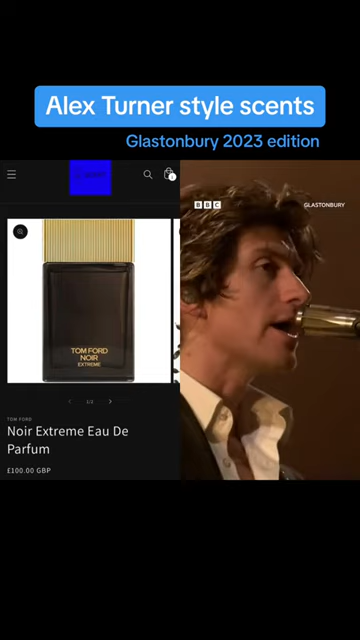 Alex Turner style scents
Glastonbury 2023 edition
BBC
GLASTONBURY
TOM FORD
NOIR
EXTREME
1/2
TOM FORD
Noir Extreme Eau De
Parfum
£100.00 GBP